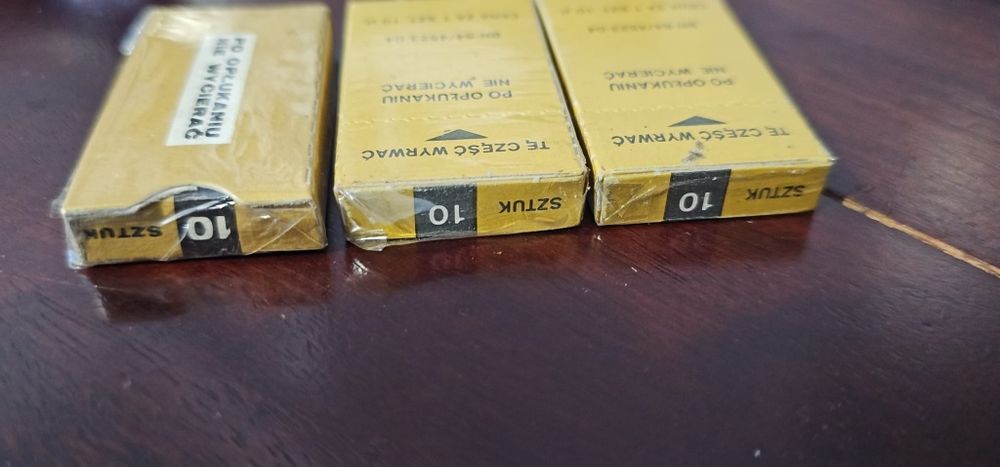 PO OPŁUKANIU
NIE WYCIERAĆ
SZTUK 10
PO OPŁUKANIU
NIE WYCIERAĆ
TĘ CZĘŚĆ WYRWAĆ
SZTUK 10
PO OPŁUKANIU
NIE WYCIERAĆ
TĘ CZĘŚĆ WYRWAĆ
SZTUK 10